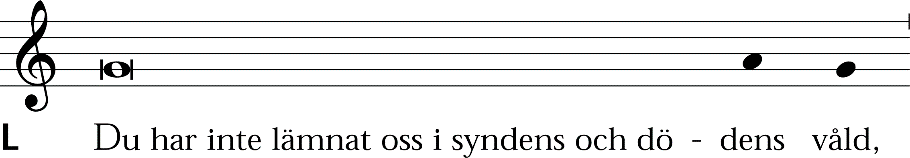 L Du har inte lämnat oss i syndens och dö - dens våld,